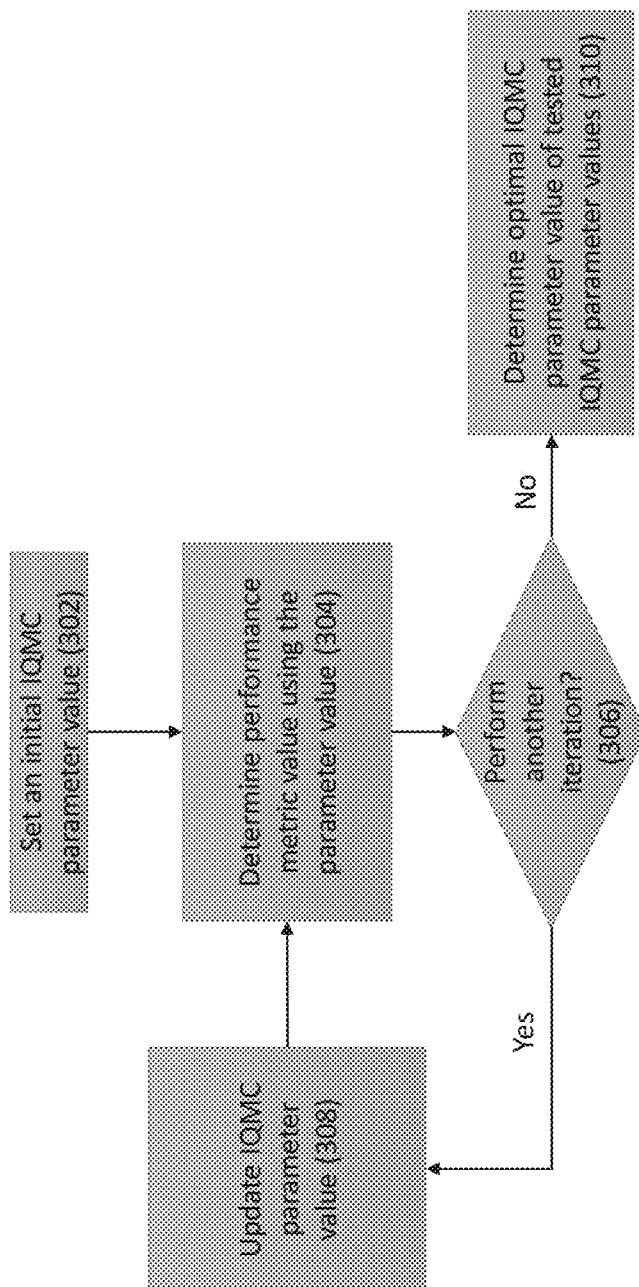 Set an initial IQMC
parameter value (302)
Determine performance
metric value using the
parameter value (304)
Perform
another
iteration?
(306)
Yes
Update IQMC
parameter
value (308)
No
Determine optimal IQMC
parameter value of tested
IQMC parameter values (310)